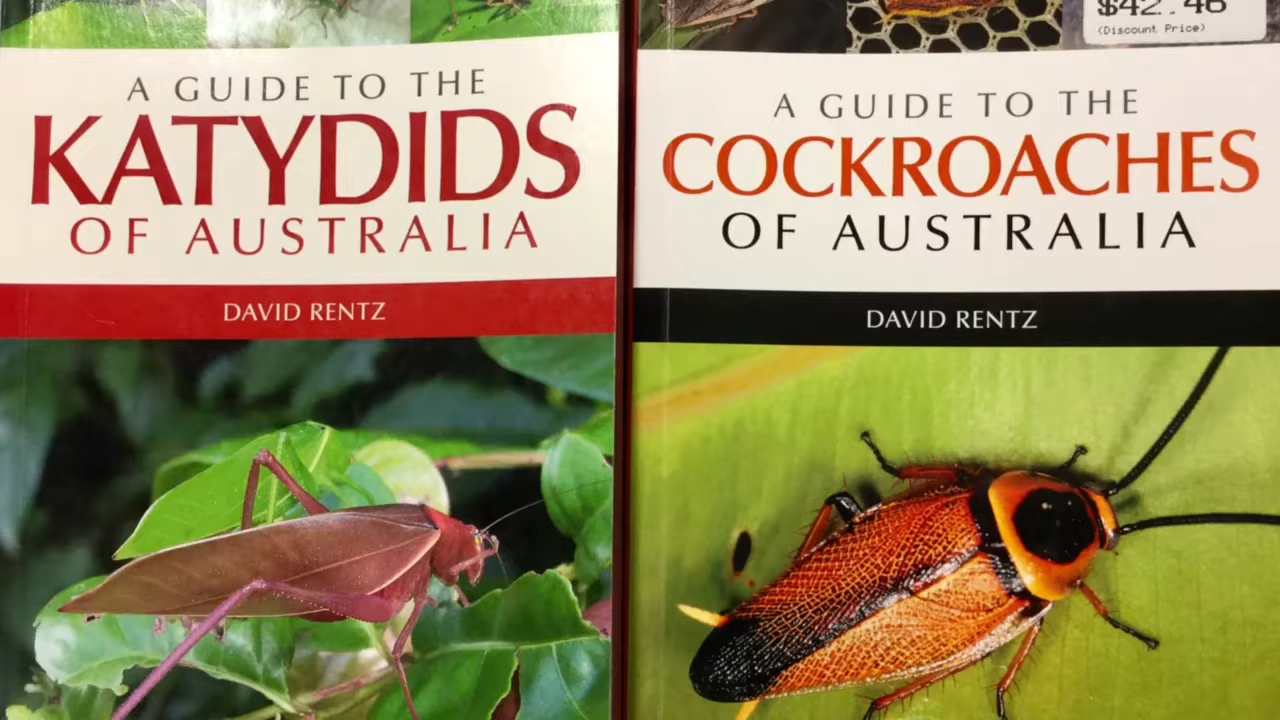 A GUIDE TO THE
KATYDIDS
OF AUSTRALIA
DAVID RENTZ
$42.46
(Discount Price)
A GUIDE TO THE
COCKROACHES
OF AUSTRALIA
DAVID RENTZ